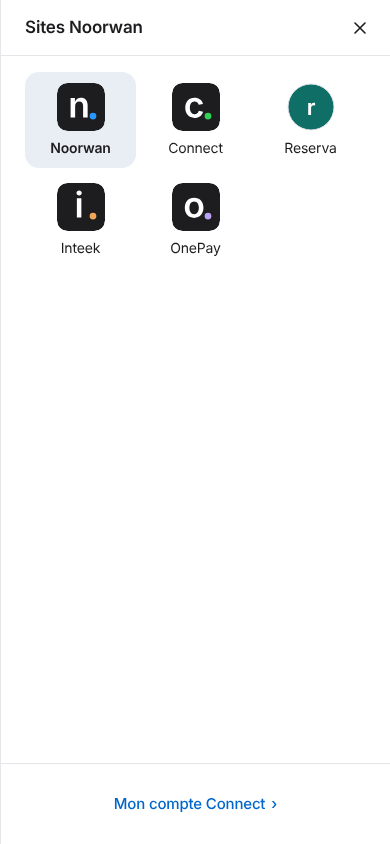 Sites Noorwan
n.
c.
r
Noorwan
Connect
Reserva
i.
o.
Inteek
OnePay
Mon compte Connect ›